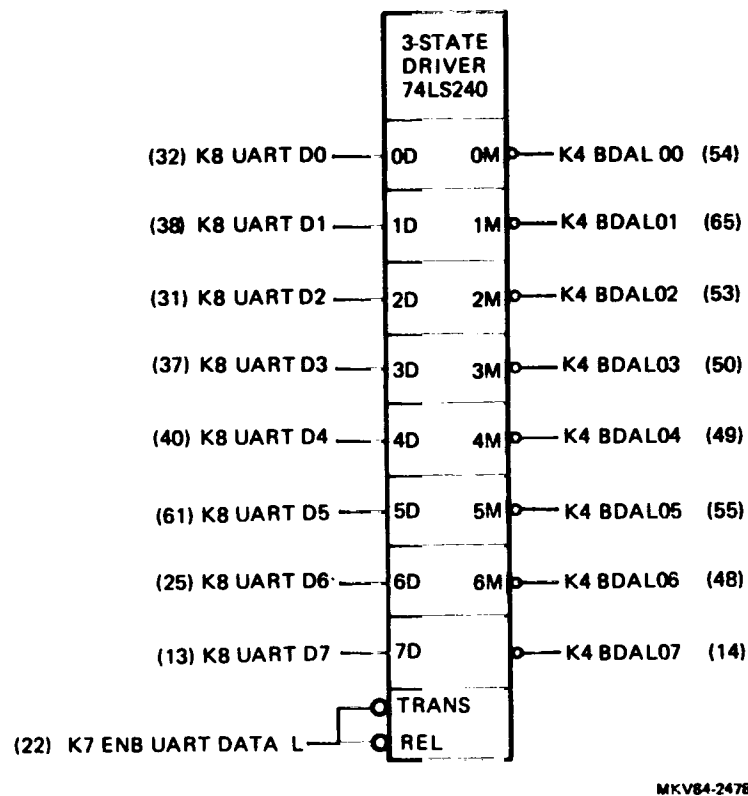 3-STATE
DRIVER
74LS240
(32) K8 UART D0 0D 0M K4 BDAL 00 (54)
(38) K8 UART D1 1D 1M K4 BDAL01 (65)
(31) K8 UART D2 2D 2M K4 BDAL02 (53)
(37) K8 UART D3 3D 3M K4 BDAL03 (50)
(40) K8 UART D4 4D 4M K4 BDAL04 (49)
(61) K8 UART D5 5D 5M K4 BDAL05 (55)
(25) K8 UART D6 6D 6M K4 BDAL06 (48)
(13) K8 UART D7 7D K4 BDAL07 (14)
TRANS
(22) K7 ENB UART DATA L REL
MKV84-2478